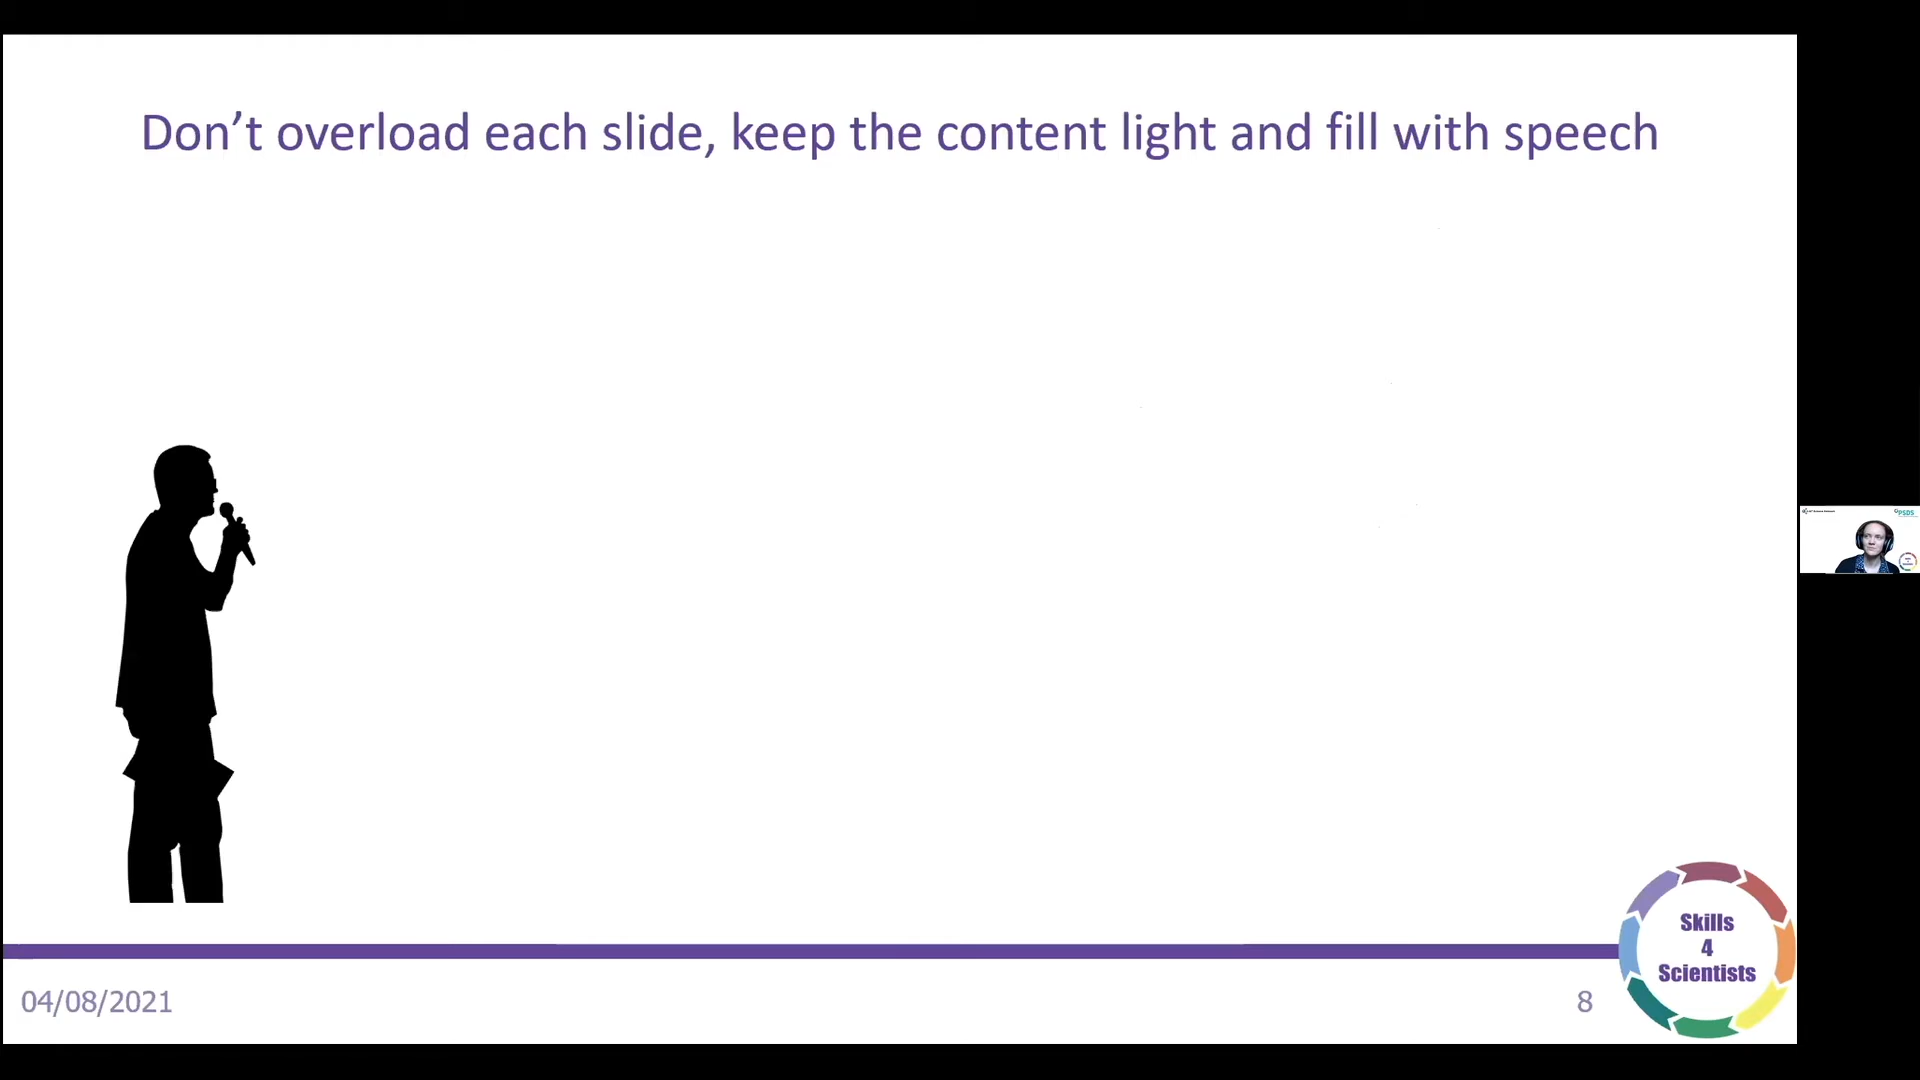 Don’t overload each slide, keep the content light and fill with speech
PSDS
Skills
4
Scientists
04/08/2021
8